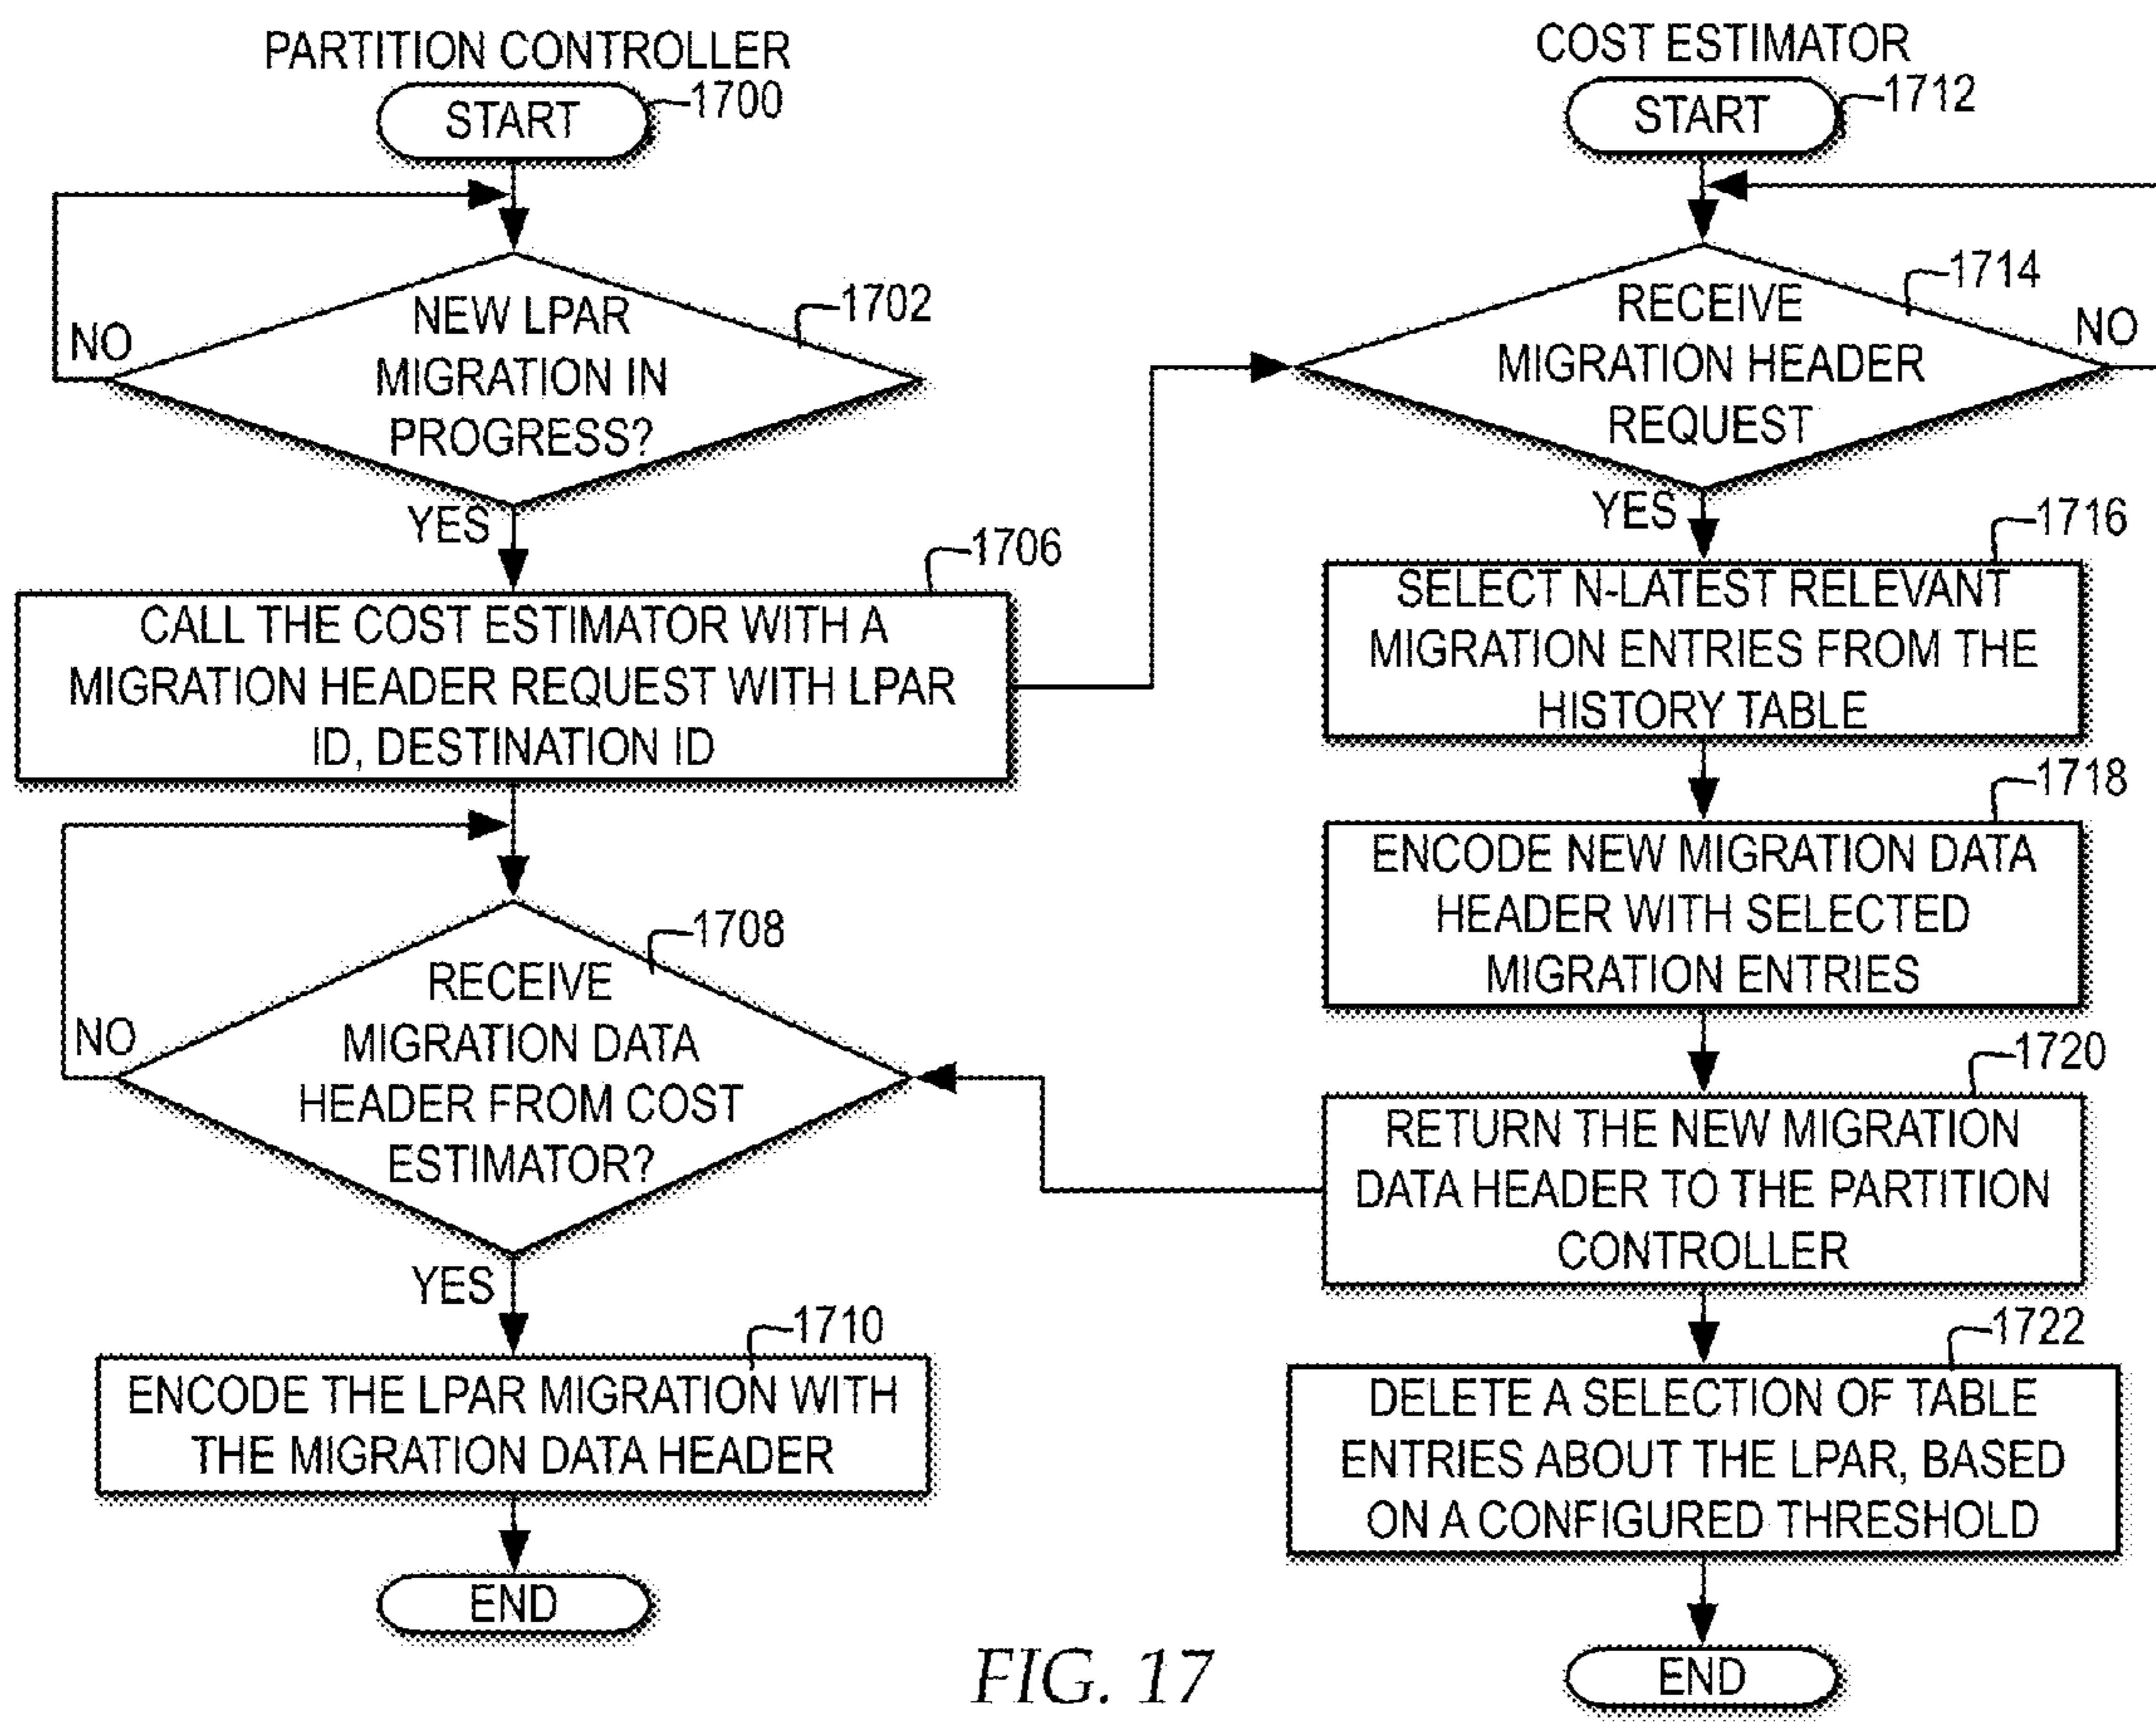 PARTITION CONTROLLER
START
1700
NEW LPAR
MIGRATION IN
PROGRESS?
1702
NO
YES
1706
CALL THE COST ESTIMATOR WITH A
MIGRATION HEADER REQUEST WITH LPAR
ID, DESTINATION ID
1708
RECEIVE
MIGRATION DATA
HEADER FROM COST
ESTIMATOR?
NO
YES
1710
ENCODE THE LPAR MIGRATION WITH
THE MIGRATION DATA HEADER
END
COST ESTIMATOR
START
1712
1714
RECEIVE
MIGRATION HEADER
REQUEST
NO
YES
1716
SELECT N-LATEST RELEVANT
MIGRATION ENTRIES FROM THE
HISTORY TABLE
1718
ENCODE NEW MIGRATION DATA
HEADER WITH SELECTED
MIGRATION ENTRIES
1720
RETURN THE NEW MIGRATION
DATA HEADER TO THE PARTITION
CONTROLLER
1722
DELETE A SELECTION OF TABLE
ENTRIES ABOUT THE LPAR, BASED
ON A CONFIGURED THRESHOLD
END
FIG. 17